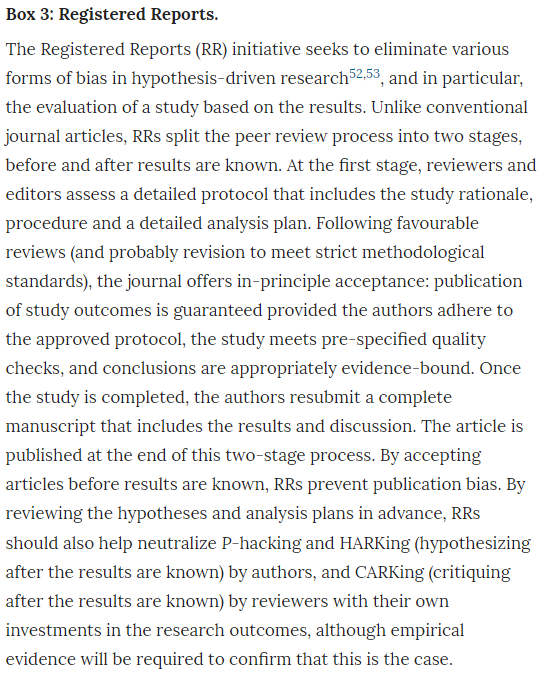 Box 3: Registered Reports.
The Registered Reports (RR) initiative seeks to eliminate various
forms of bias in hypothesis-driven research52,53, and in particular,
the evaluation of a study based on the results. Unlike conventional
journal articles, RRs split the peer review process into two stages,
before and after results are known. At the first stage, reviewers and
editors assess a detailed protocol that includes the study rationale,
procedure and a detailed analysis plan. Following favourable
reviews (and probably revision to meet strict methodological
standards), the journal offers in-principle acceptance: publication
of study outcomes is guaranteed provided the authors adhere to
the approved protocol, the study meets pre-specified quality
checks, and conclusions are appropriately evidence-bound. Once
the study is completed, the authors resubmit a complete
manuscript that includes the results and discussion. The article is
published at the end of this two-stage process. By accepting
articles before results are known, RRs prevent publication bias. By
reviewing the hypotheses and analysis plans in advance, RRs
should also help neutralize P-hacking and HARKing (hypothesizing
after the results are known) by authors, and CARKing (critiquing
after the results are known) by reviewers with their own
investments in the research outcomes, although empirical
evidence will be required to confirm that this is the case.